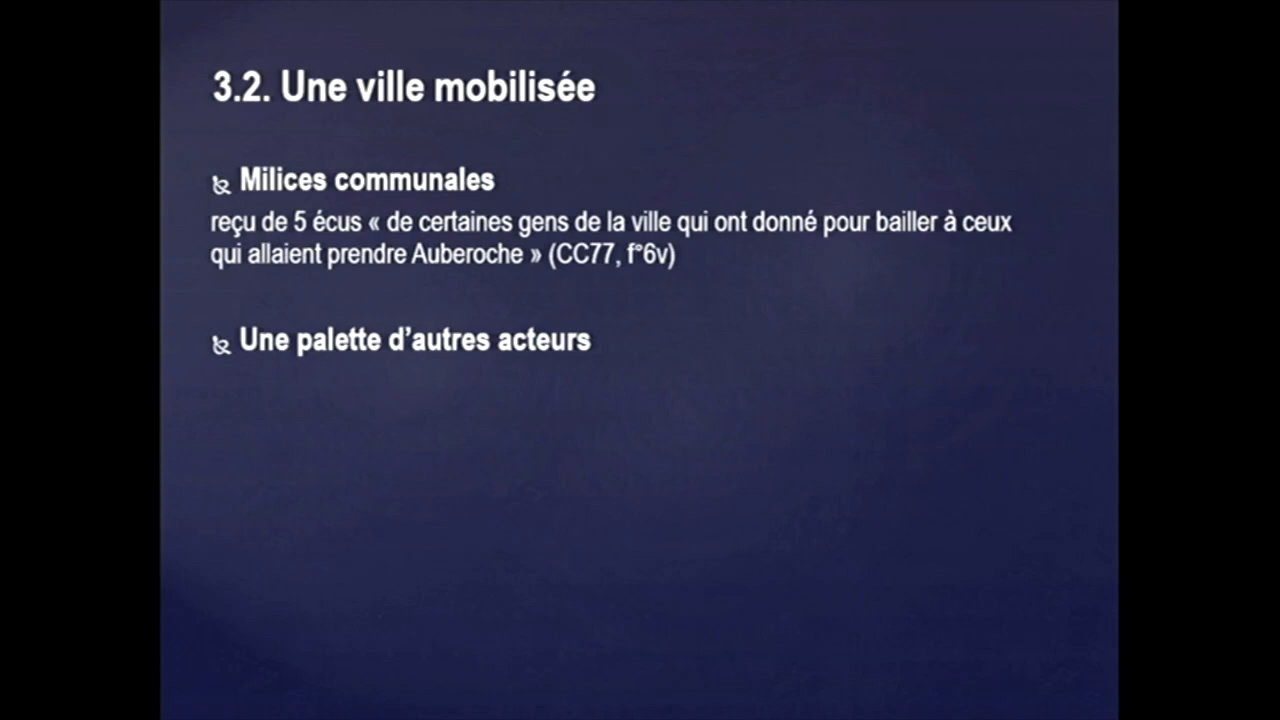 3.2. Une ville mobilisée
Milices communales
reçu de 5 écus « de certaines gens de la ville qui ont donné pour bailler à ceux
qui allaient prendre Auberoche » (CC77, f°6v)
Une palette d’autres acteurs